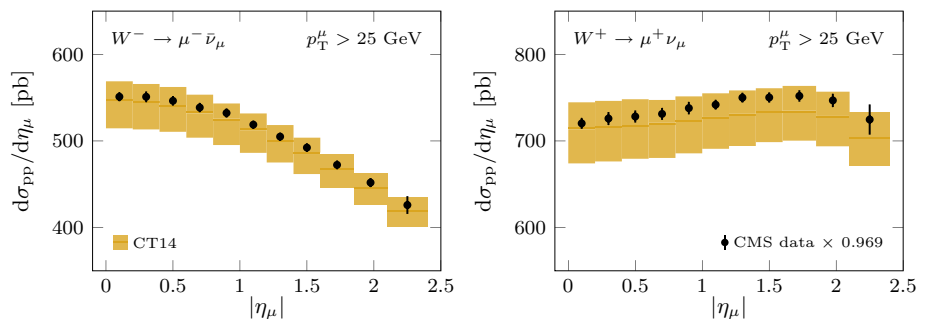 W⁻ → μ⁻ν̄_μ p_T^μ > 25 GeV
dσ_pp/dη_μ [pb]
600
500
400
CT14
0 0.5 1 1.5 2 2.5
|η_μ|
W⁺ → μ⁺ν_μ p_T^μ > 25 GeV
dσ_pp/dη_μ [pb]
800
700
600
CMS data × 0.969
0 0.5 1 1.5 2 2.5
|η_μ|